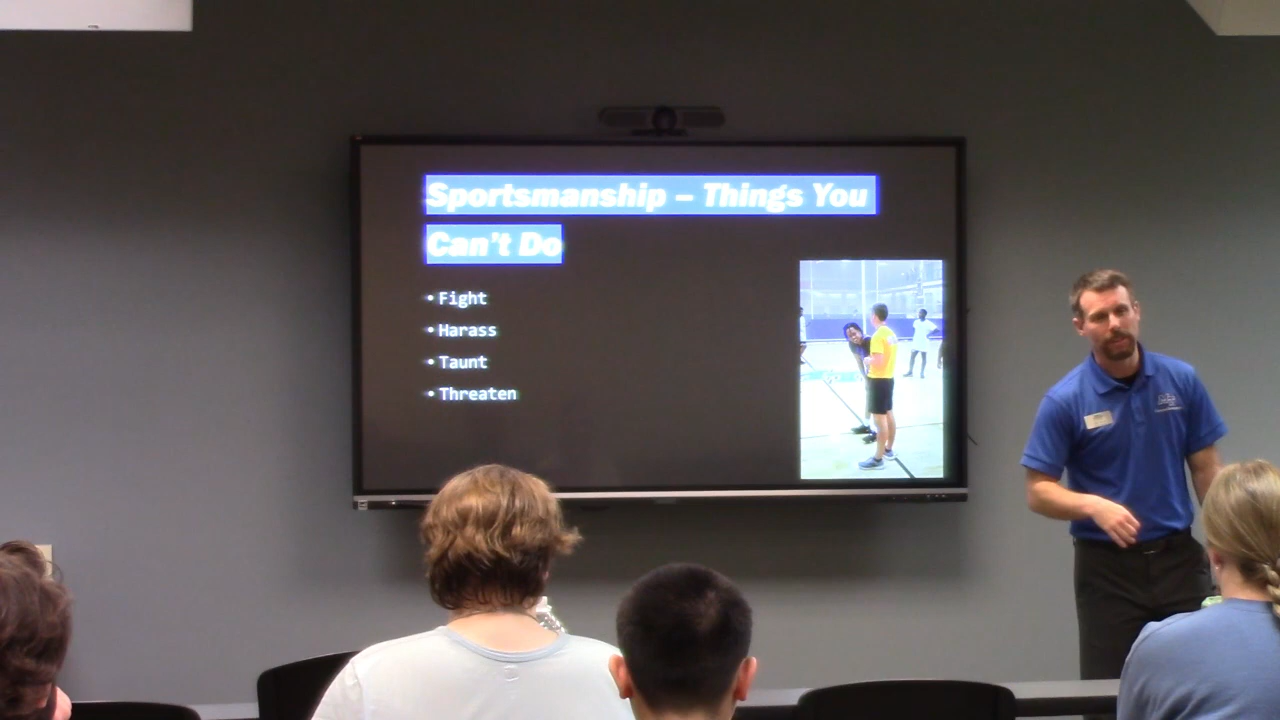 Sportsmanship – Things You
Can't Do
• Fight
• Harass
• Taunt
• Threaten